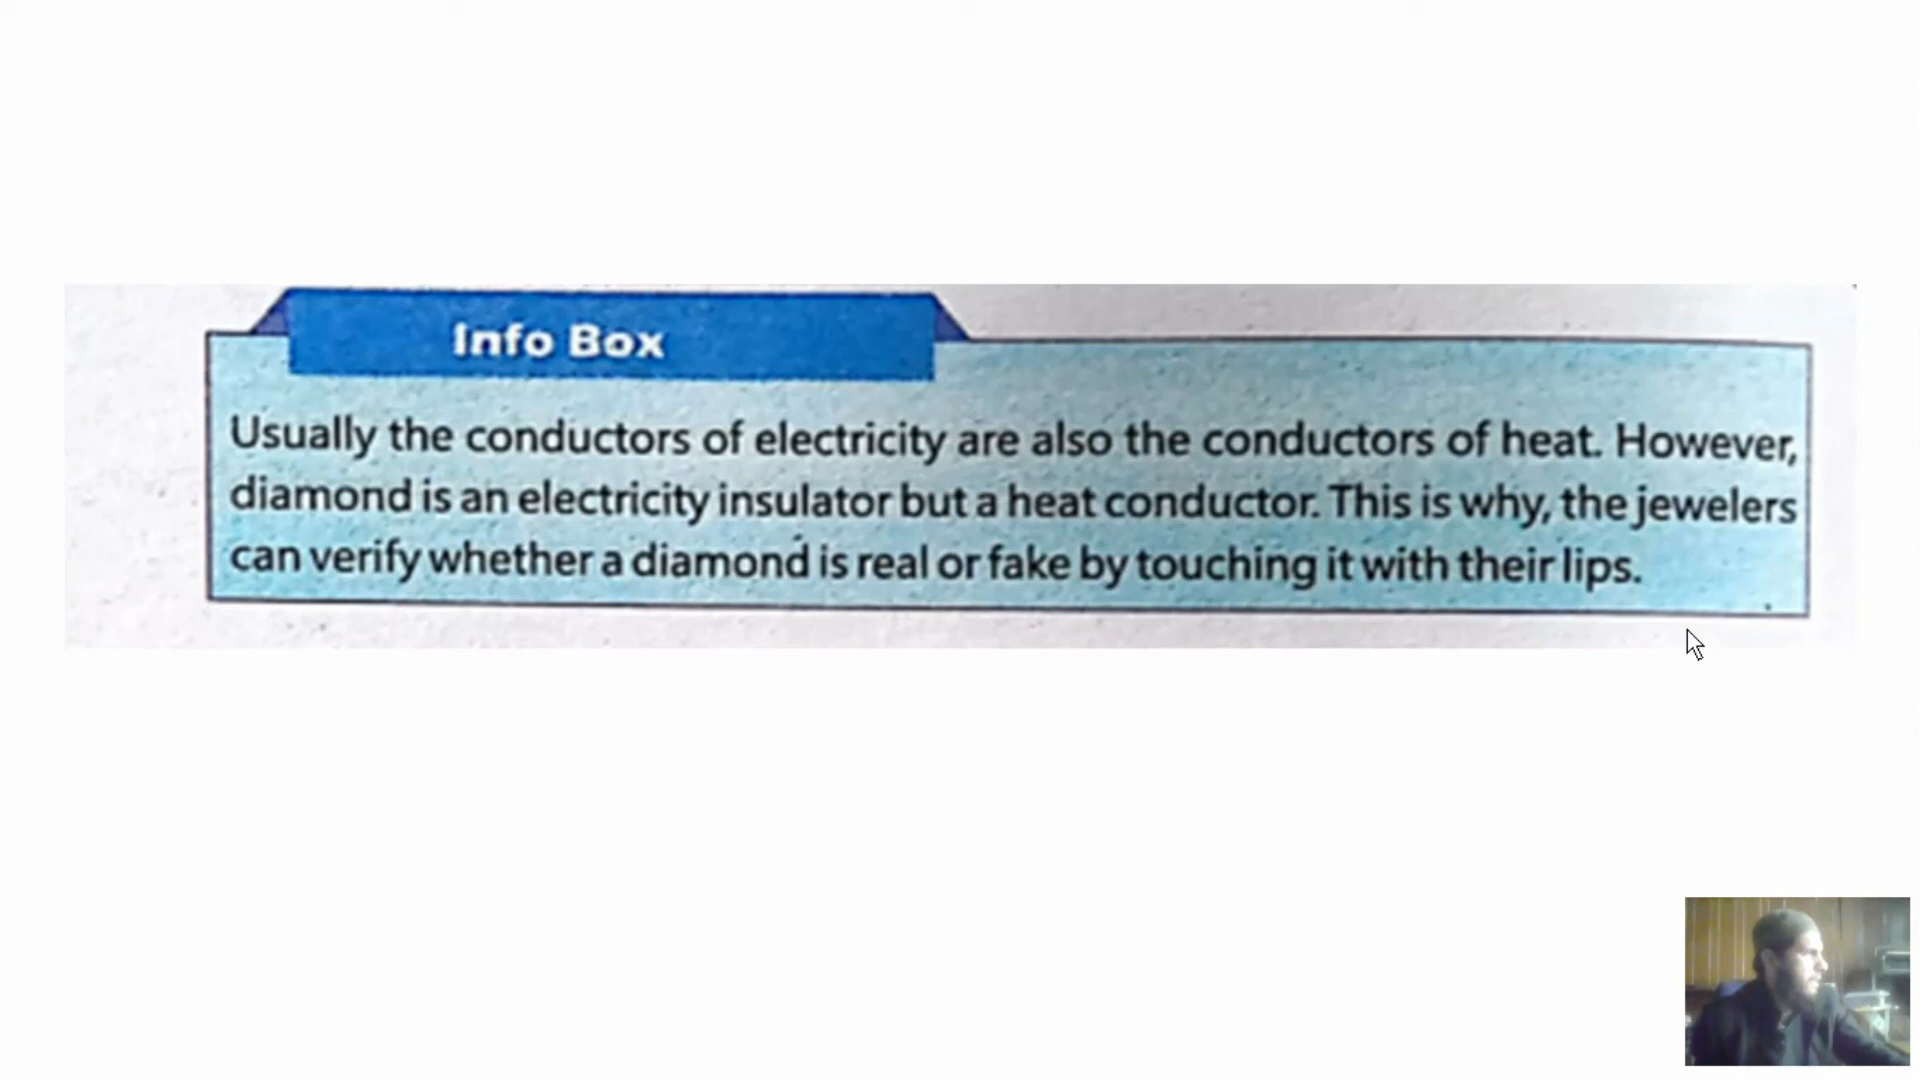 Info Box
Usually the conductors of electricity are also the conductors of heat. However,
diamond is an electricity insulator but a heat conductor. This is why, the jewelers
can verify whether a diamond is real or fake by touching it with their lips.